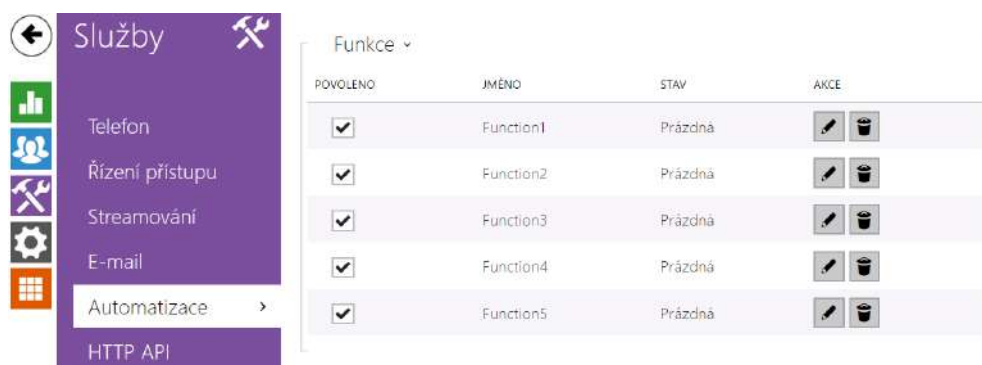 Služby
Telefon
Řízení přístupu
Streamování
E-mail
Automatizace
HTTP API
Funkce
POVOLENO JMÉNO STAV AKCE
Function1 Prázdná
Function2 Prázdná
Function3 Prázdná
Function4 Prázdná
Function5 Prázdná